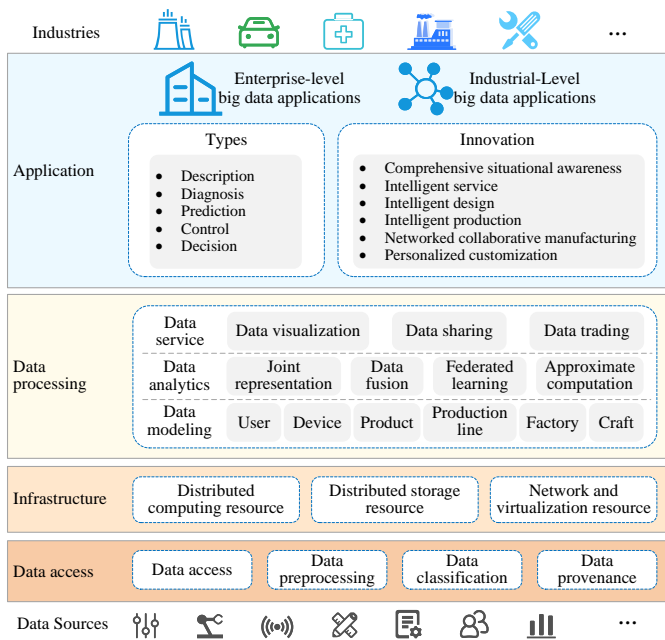 Industries
...
Enterprise-level
big data applications
Industrial-Level
big data applications
Application
Types
• Description
• Diagnosis
• Prediction
• Control
• Decision
Innovation
• Comprehensive situational awareness
• Intelligent service
• Intelligent design
• Intelligent production
• Networked collaborative manufacturing
• Personalized customization
Data
processing
Data
service
Data visualization
Data sharing
Data trading
Data
analytics
Joint
representation
Data
fusion
Federated
learning
Approximate
computation
Data
modeling
User
Device
Product
Production
line
Factory
Craft
Infrastructure
Distributed
computing resource
Distributed storage
resource
Network and
virtualization resource
Data access
Data access
Data
preprocessing
Data
classification
Data
provenance
Data Sources
...